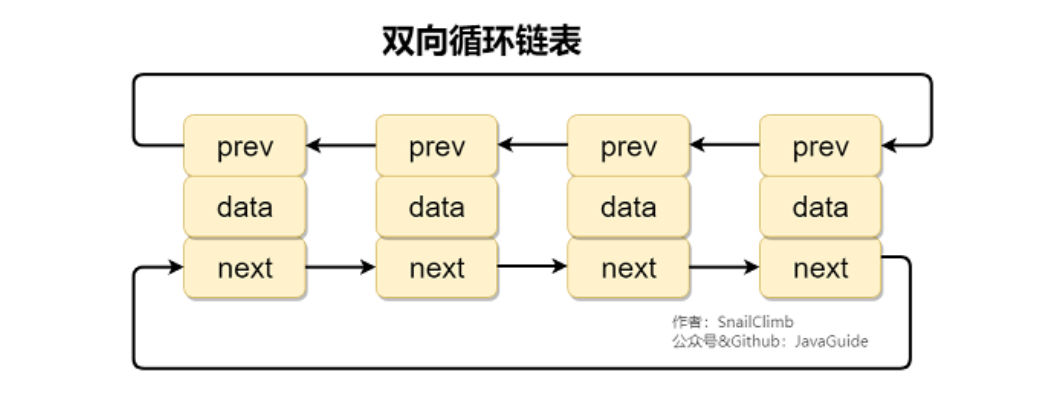 双向循环链表
prev prev prev prev
data data data data
next next next next
作者：SnailClimb
公众号&Github：JavaGuide